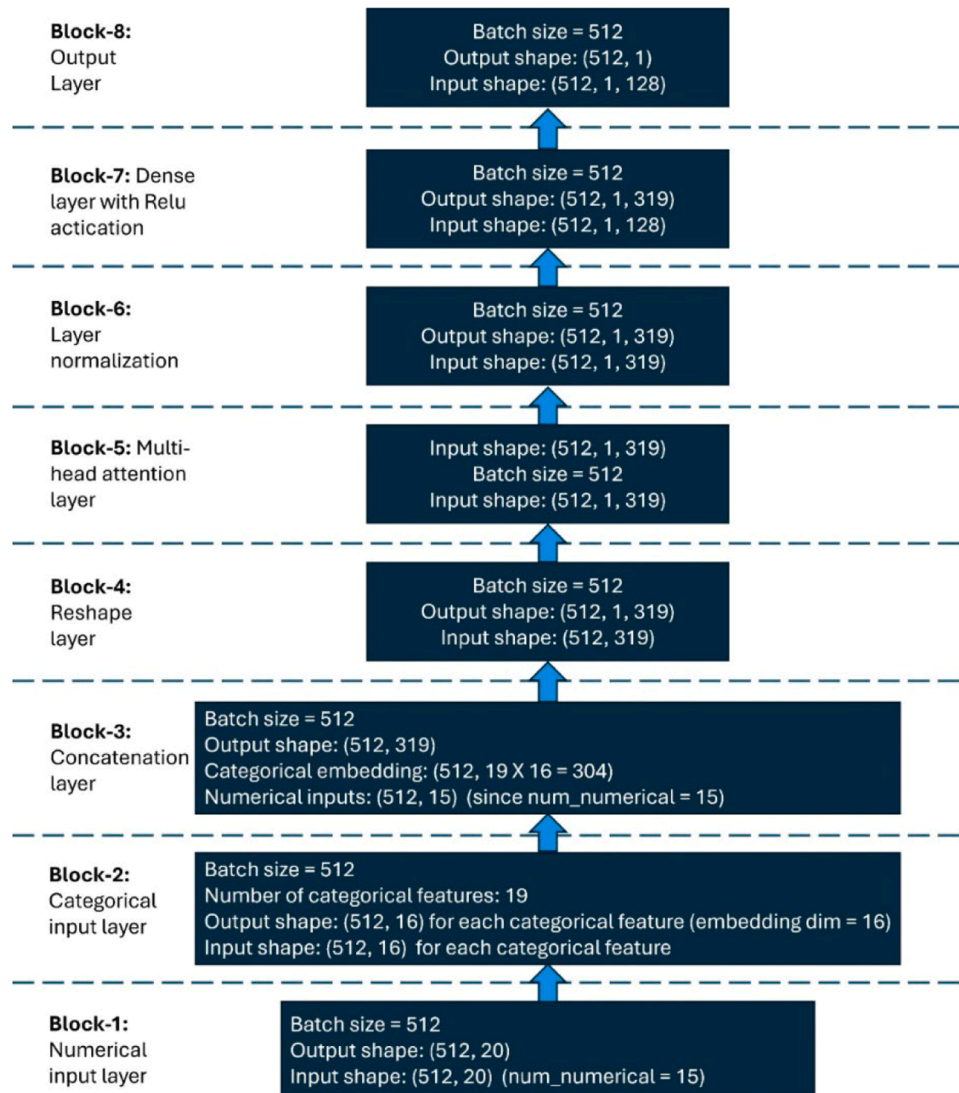 Block-8:
Output
Layer
Batch size = 512
Output shape: (512, 1)
Input shape: (512, 1, 128)
Block-7: Dense
layer with Relu
actication
Batch size = 512
Output shape: (512, 1, 319)
Input shape: (512, 1, 128)
Block-6:
Layer
normalization
Batch size = 512
Output shape: (512, 1, 319)
Input shape: (512, 1, 319)
Block-5: Multi-
head attention
layer
Input shape: (512, 1, 319)
Batch size = 512
Input shape: (512, 1, 319)
Block-4:
Reshape
layer
Batch size = 512
Output shape: (512, 1, 319)
Input shape: (512, 319)
Block-3:
Concatenation
layer
Batch size = 512
Output shape: (512, 319)
Categorical embedding: (512, 19 X 16 = 304)
Numerical inputs: (512, 15) (since num_numerical = 15)
Block-2:
Categorical
input layer
Batch size = 512
Number of categorical features: 19
Output shape: (512, 16) for each categorical feature (embedding dim = 16)
Input shape: (512, 16) for each categorical feature
Block-1:
Numerical
input layer
Batch size = 512
Output shape: (512, 20)
Input shape: (512, 20) (num_numerical = 15)